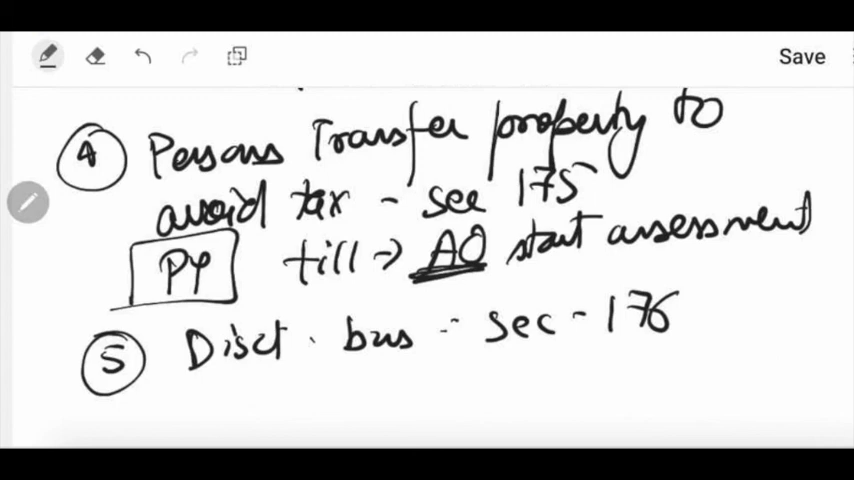 Save
④ Persons Transfer property to
avoid tax - sec 175
PY till → AO start assessment
⑤ Disct. bus - sec - 176